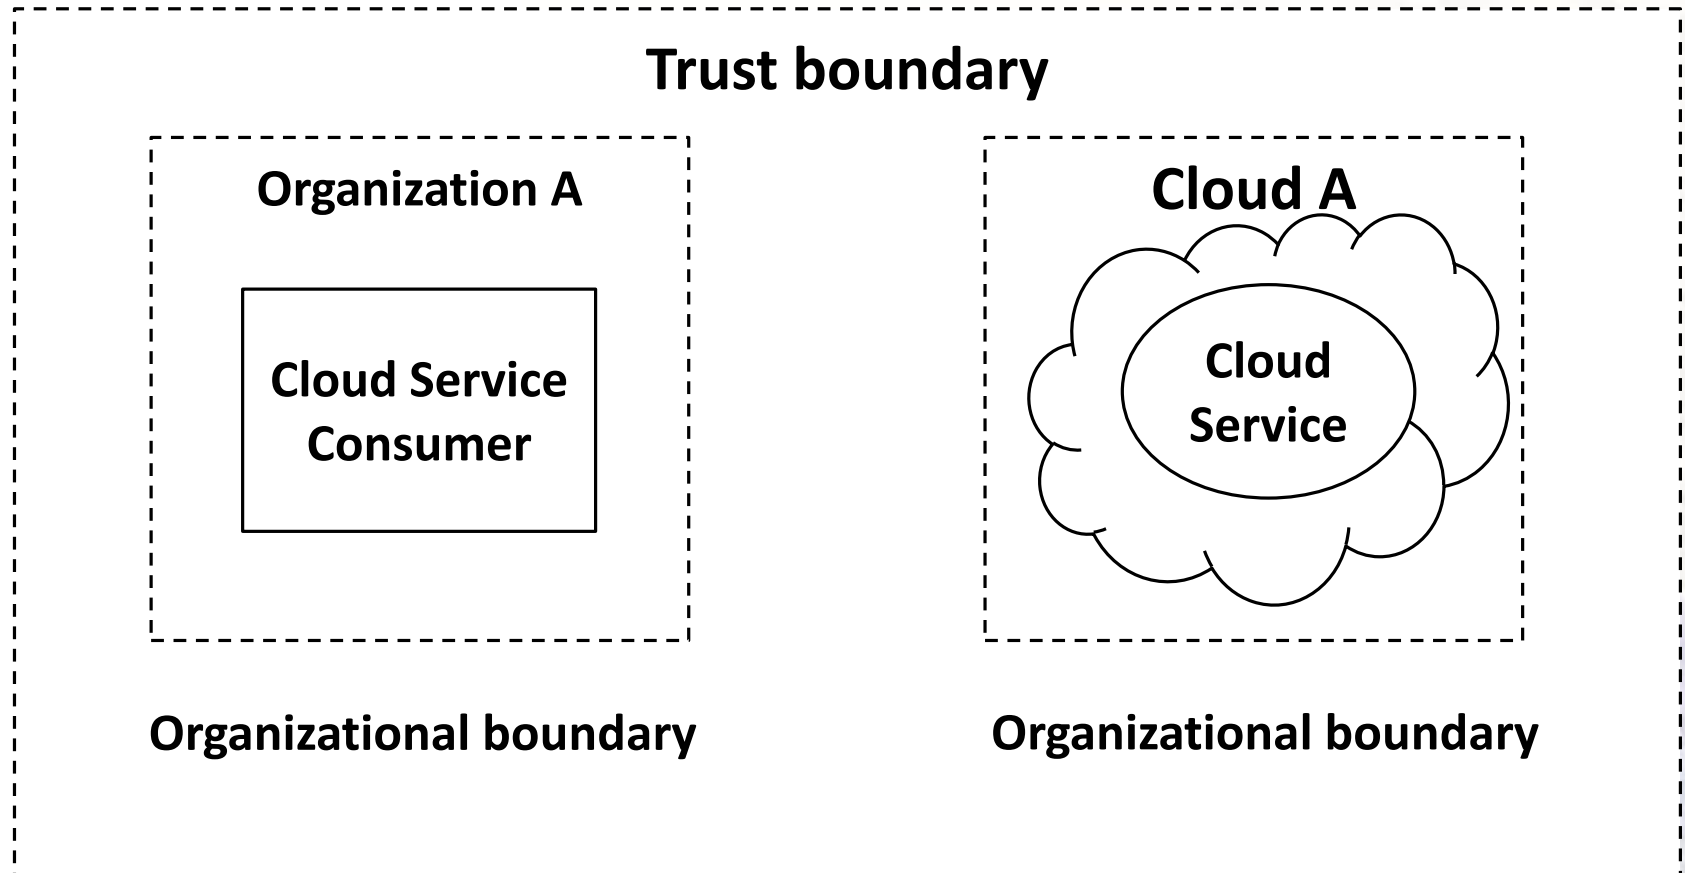 Trust boundary
Organization A
Cloud Service
Consumer
Organizational boundary
Cloud A
Cloud
Service
Organizational boundary